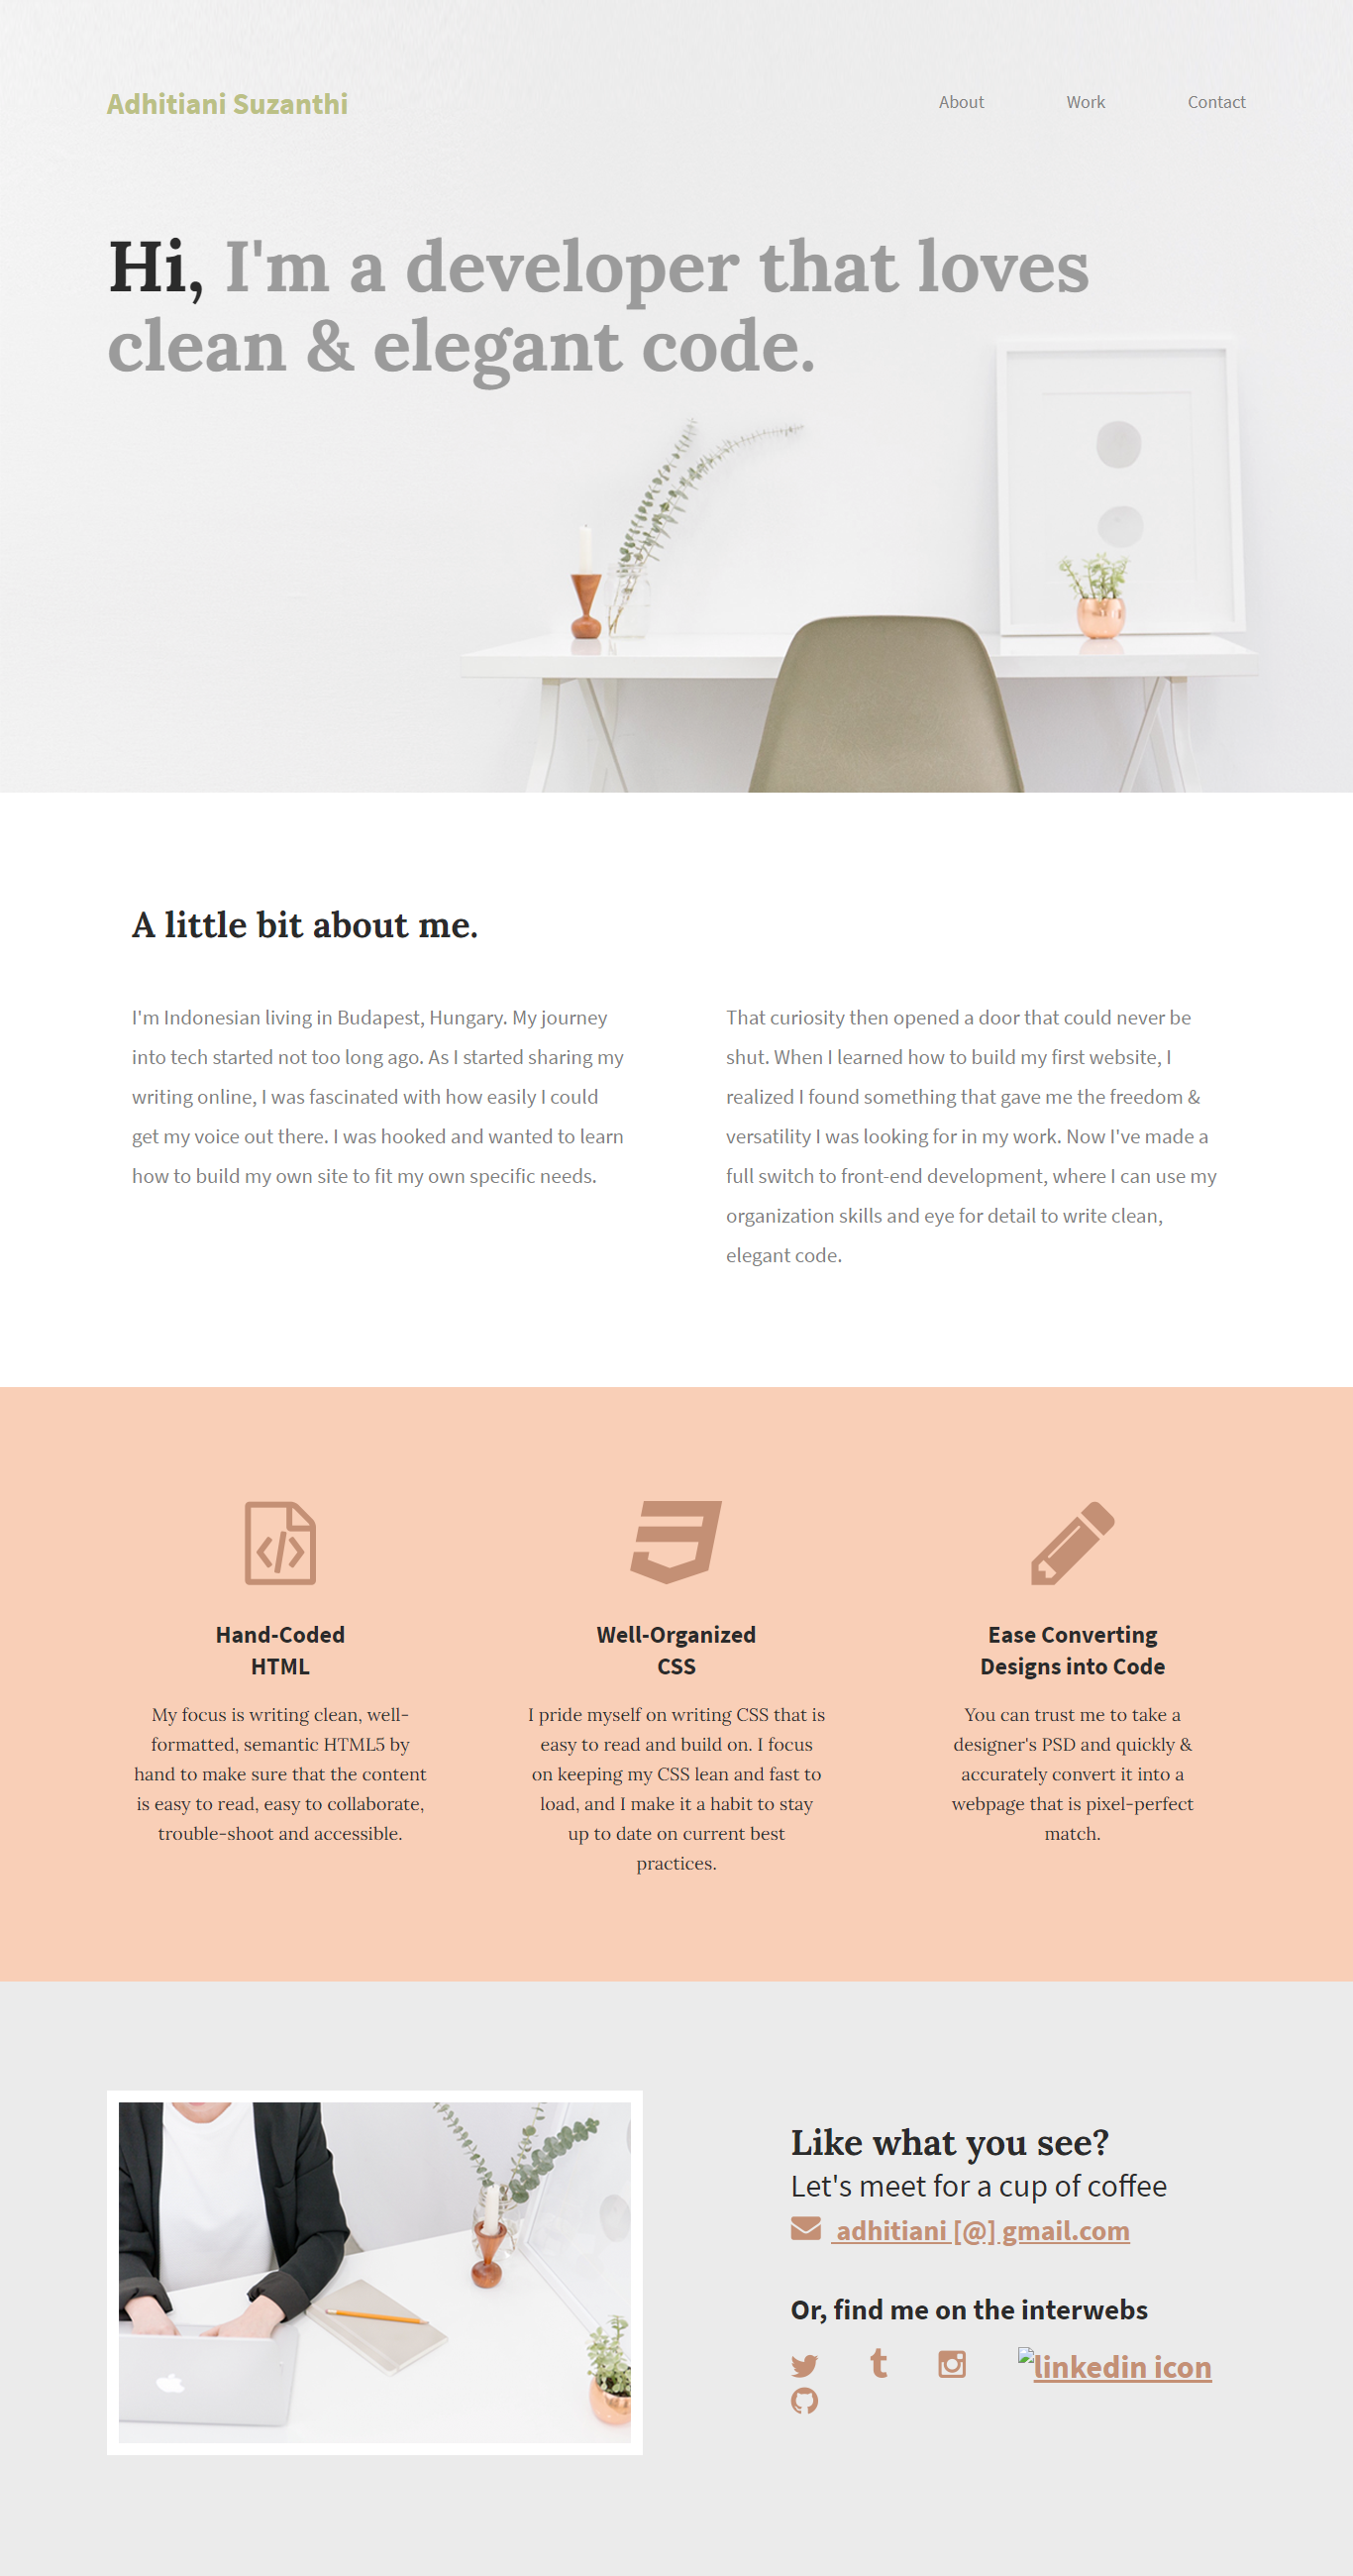 Adhitiani Suzanthi
About Work Contact
Hi, I'm a developer that loves
clean & elegant code.
A little bit about me.
I'm Indonesian living in Budapest, Hungary. My journey
into tech started not too long ago. As I started sharing my
writing online, I was fascinated with how easily I could
get my voice out there. I was hooked and wanted to learn
how to build my own site to fit my own specific needs.
That curiosity then opened a door that could never be
shut. When I learned how to build my first website, I
realized I found something that gave me the freedom &
versatility I was looking for in my work. Now I've made a
full switch to front-end development, where I can use my
organization skills and eye for detail to write clean,
elegant code.
Hand-Coded
HTML
My focus is writing clean, well-
formatted, semantic HTML5 by
hand to make sure that the content
is easy to read, easy to collaborate,
trouble-shoot and accessible.
Well-Organized
CSS
I pride myself on writing CSS that is
easy to read and build on. I focus
on keeping my CSS lean and fast to
load, and I make it a habit to stay
up to date on current best
practices.
Ease Converting
Designs into Code
You can trust me to take a
designer's PSD and quickly &
accurately convert it into a
webpage that is pixel-perfect
match.
Like what you see?
Let's meet for a cup of coffee
adhitiani [@] gmail.com
Or, find me on the interwebs
linkedin icon